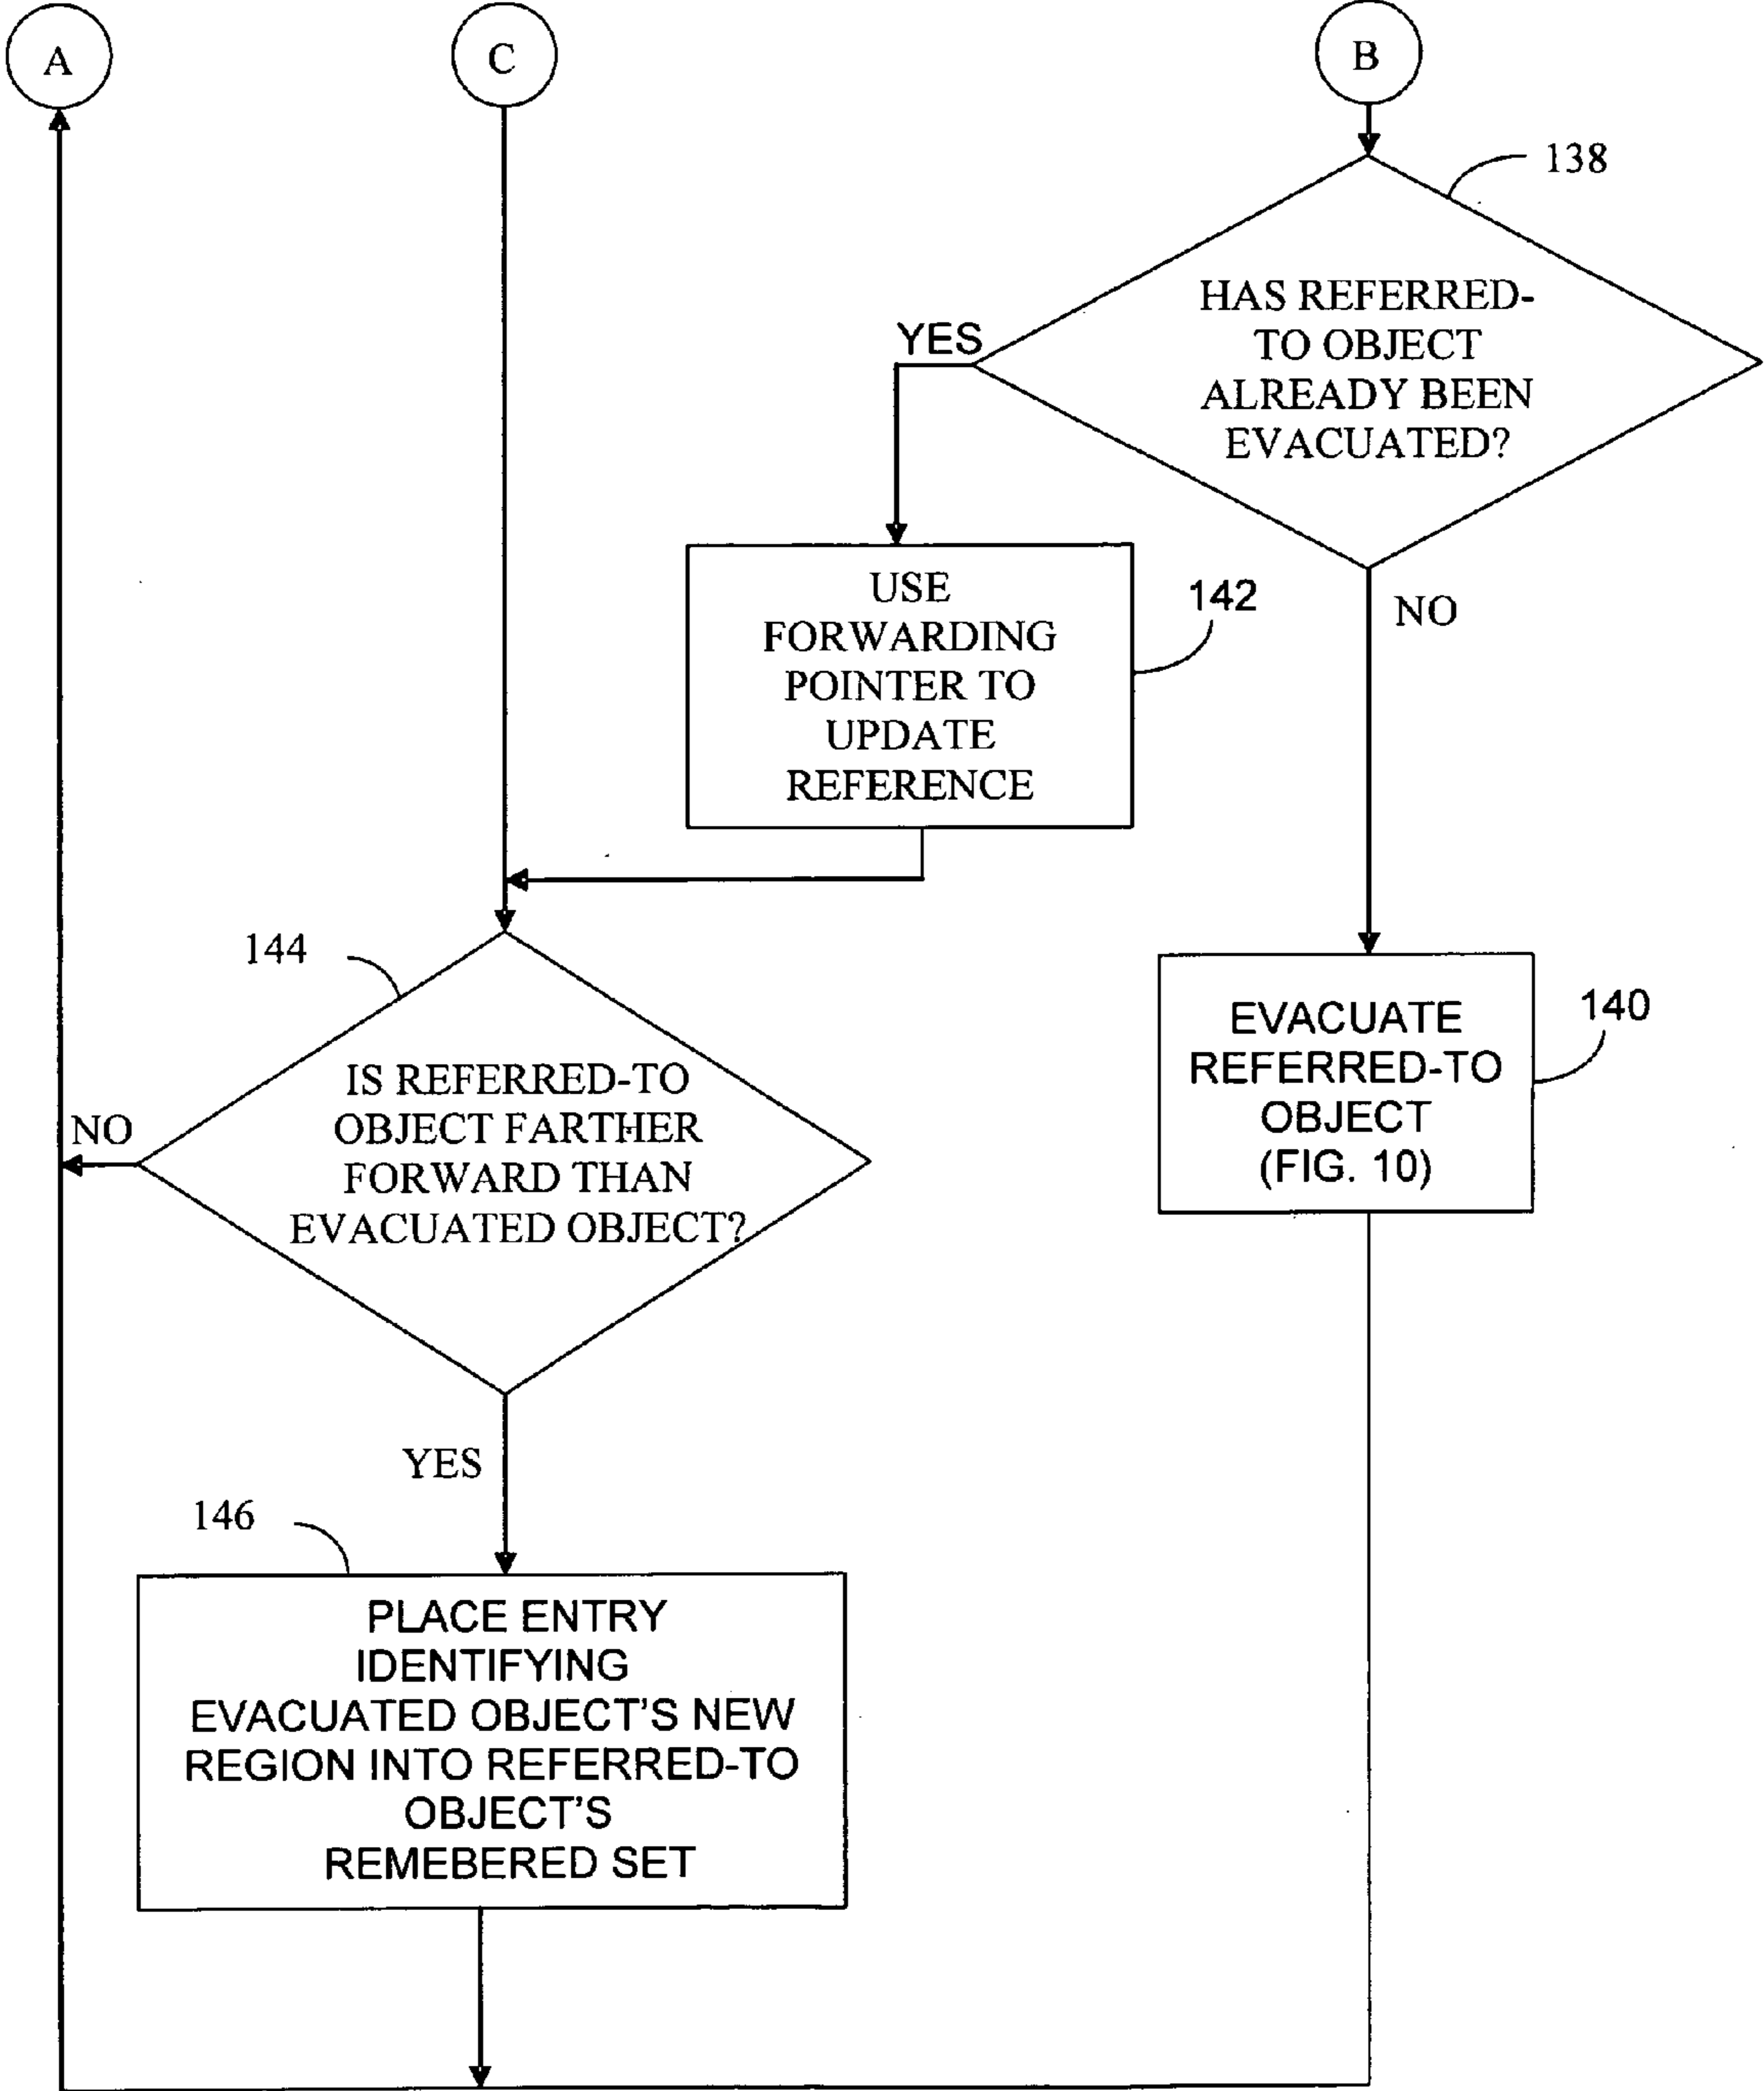 A
C
B
138
HAS REFERRED-
TO OBJECT
ALREADY BEEN
EVACUATED?
YES
NO
USE
FORWARDING
POINTER TO
UPDATE
REFERENCE
142
144
IS REFERRED-TO
OBJECT FARTHER
FORWARD THAN
EVACUATED OBJECT?
NO
YES
EVACUATE
REFERRED-TO
OBJECT
(FIG. 10)
140
146
PLACE ENTRY
IDENTIFYING
EVACUATED OBJECT'S NEW
REGION INTO REFERRED-TO
OBJECT'S
REMEBERED SET